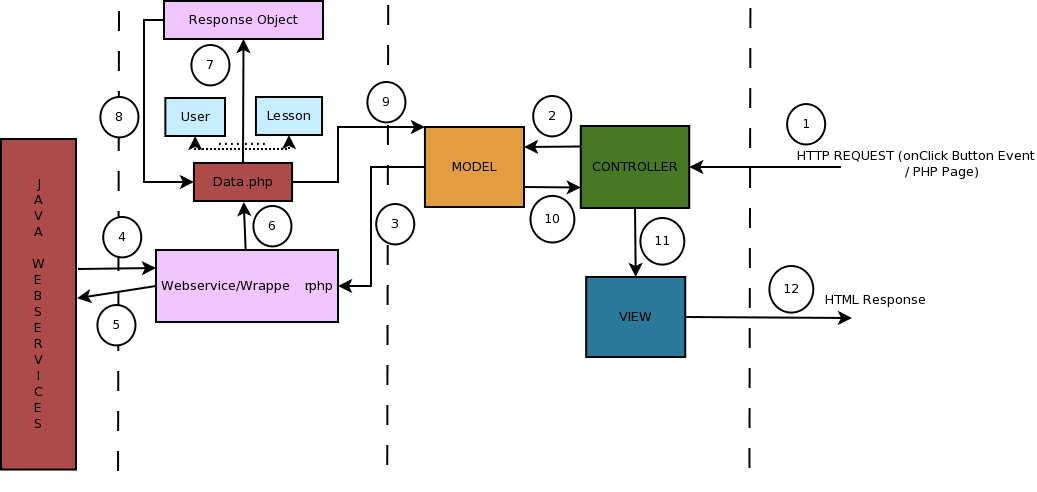 Response Object
7
8
User
Lesson
9
2
1
HTTP REQUEST (onClick Button Event
/ PHP Page)
MODEL
CONTROLLER
Data.php
J
A
V
A
W
E
B
S
E
R
V
I
C
E
S
4
6
3
10
11
Webservice/Wrappe rphp
5
12
HTML Response
VIEW